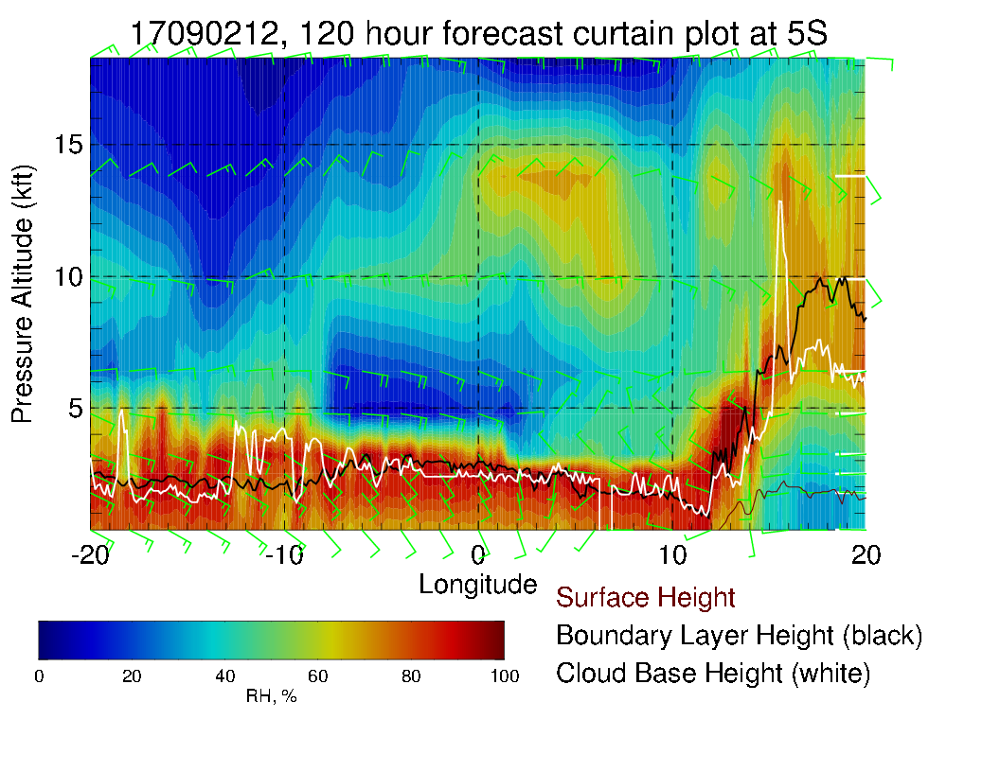 17090212, 120 hour forecast curtain plot at 5S
15
10
5
Pressure Altitude (kft)
-20 -10 0 10 20
Longitude
Surface Height
Boundary Layer Height (black)
Cloud Base Height (white)
0 20 40 60 80 100
RH, %